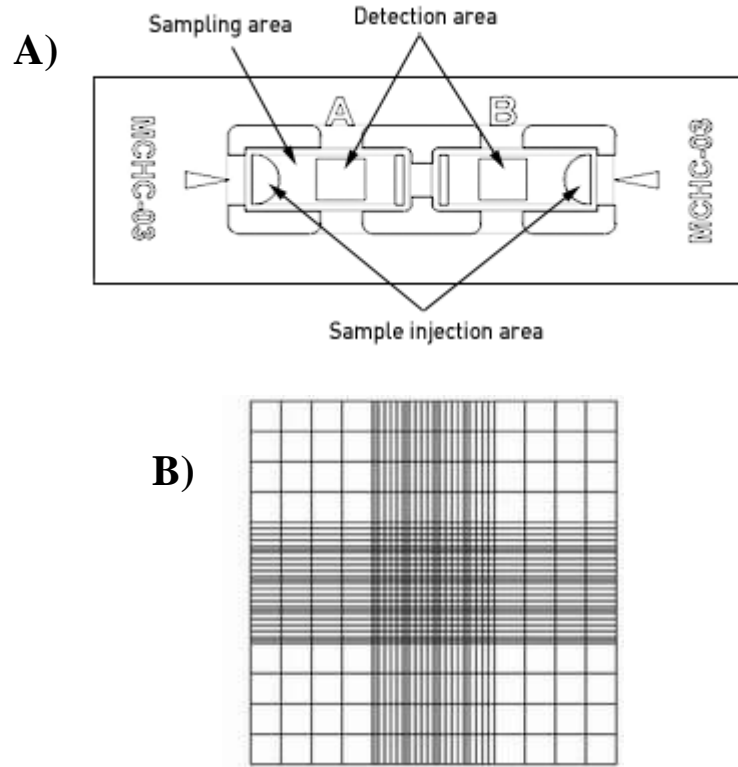 A)
Sampling area
Detection area
A
B
MCHC-03
MCHC-03
Sample injection area
B)